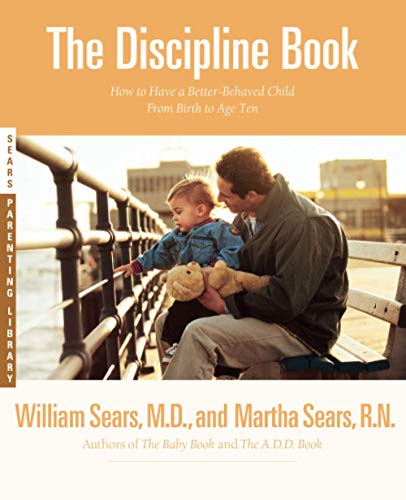 The Discipline Book
How to Have a Better-Behaved Child
From Birth to Age Ten
SEARS PARENTING LIBRARY
William Sears, M.D., and Martha Sears, R.N.
Authors of The Baby Book and The A.D.D. Book